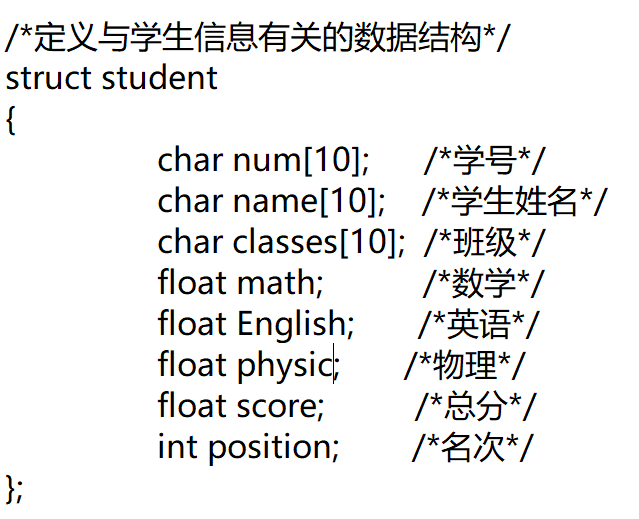 /*定义与学生信息有关的数据结构*/
struct student
{
char num[10]; /*学号*/
char name[10]; /*学生姓名*/
char classes[10]; /*班级*/
float math; /*数学*/
float English; /*英语*/
float physic; /*物理*/
float score; /*总分*/
int position; /*名次*/
};